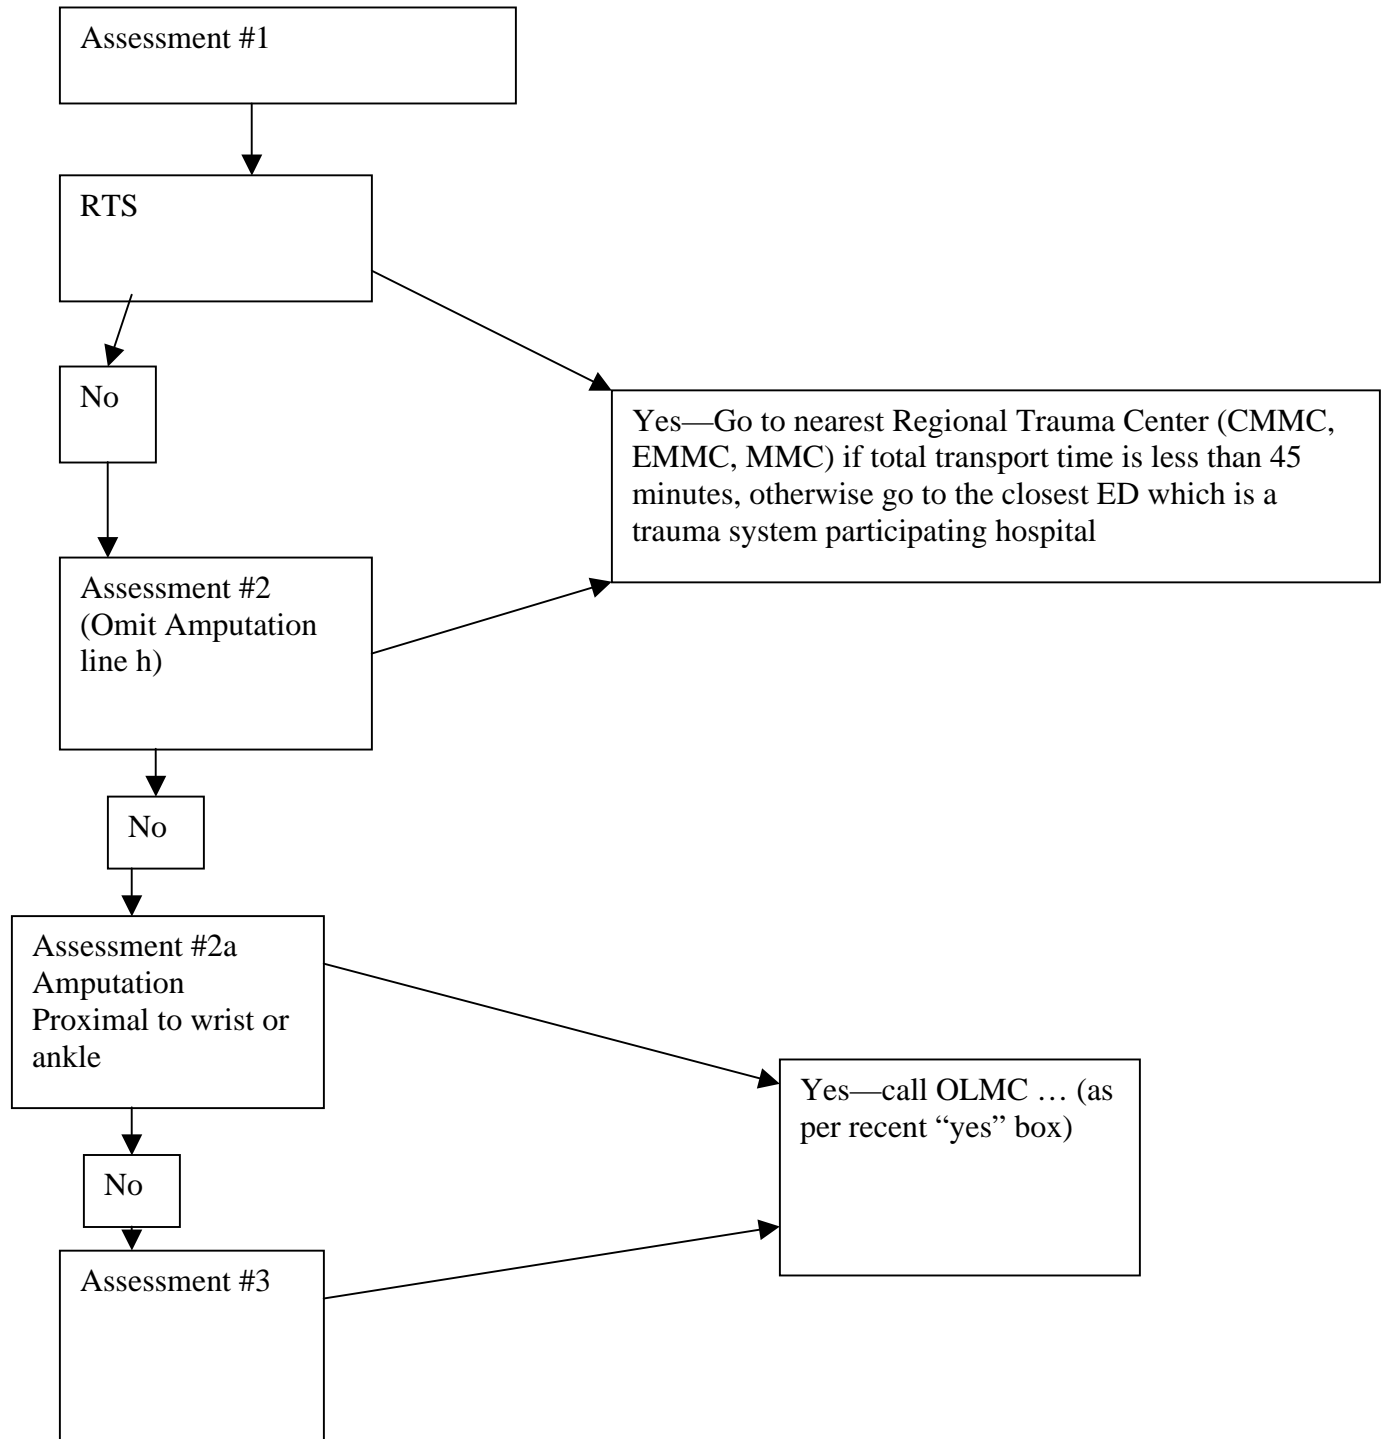 Assessment #1
RTS
No
Yes—Go to nearest Regional Trauma Center (CMMC,
EMMC, MMC) if total transport time is less than 45
minutes, otherwise go to the closest ED which is a
trauma system participating hospital
Assessment #2
(Omit Amputation
line h)
No
Assessment #2a
Amputation
Proximal to wrist or
ankle
Yes—call OLMC … (as
per recent “yes” box)
No
Assessment #3